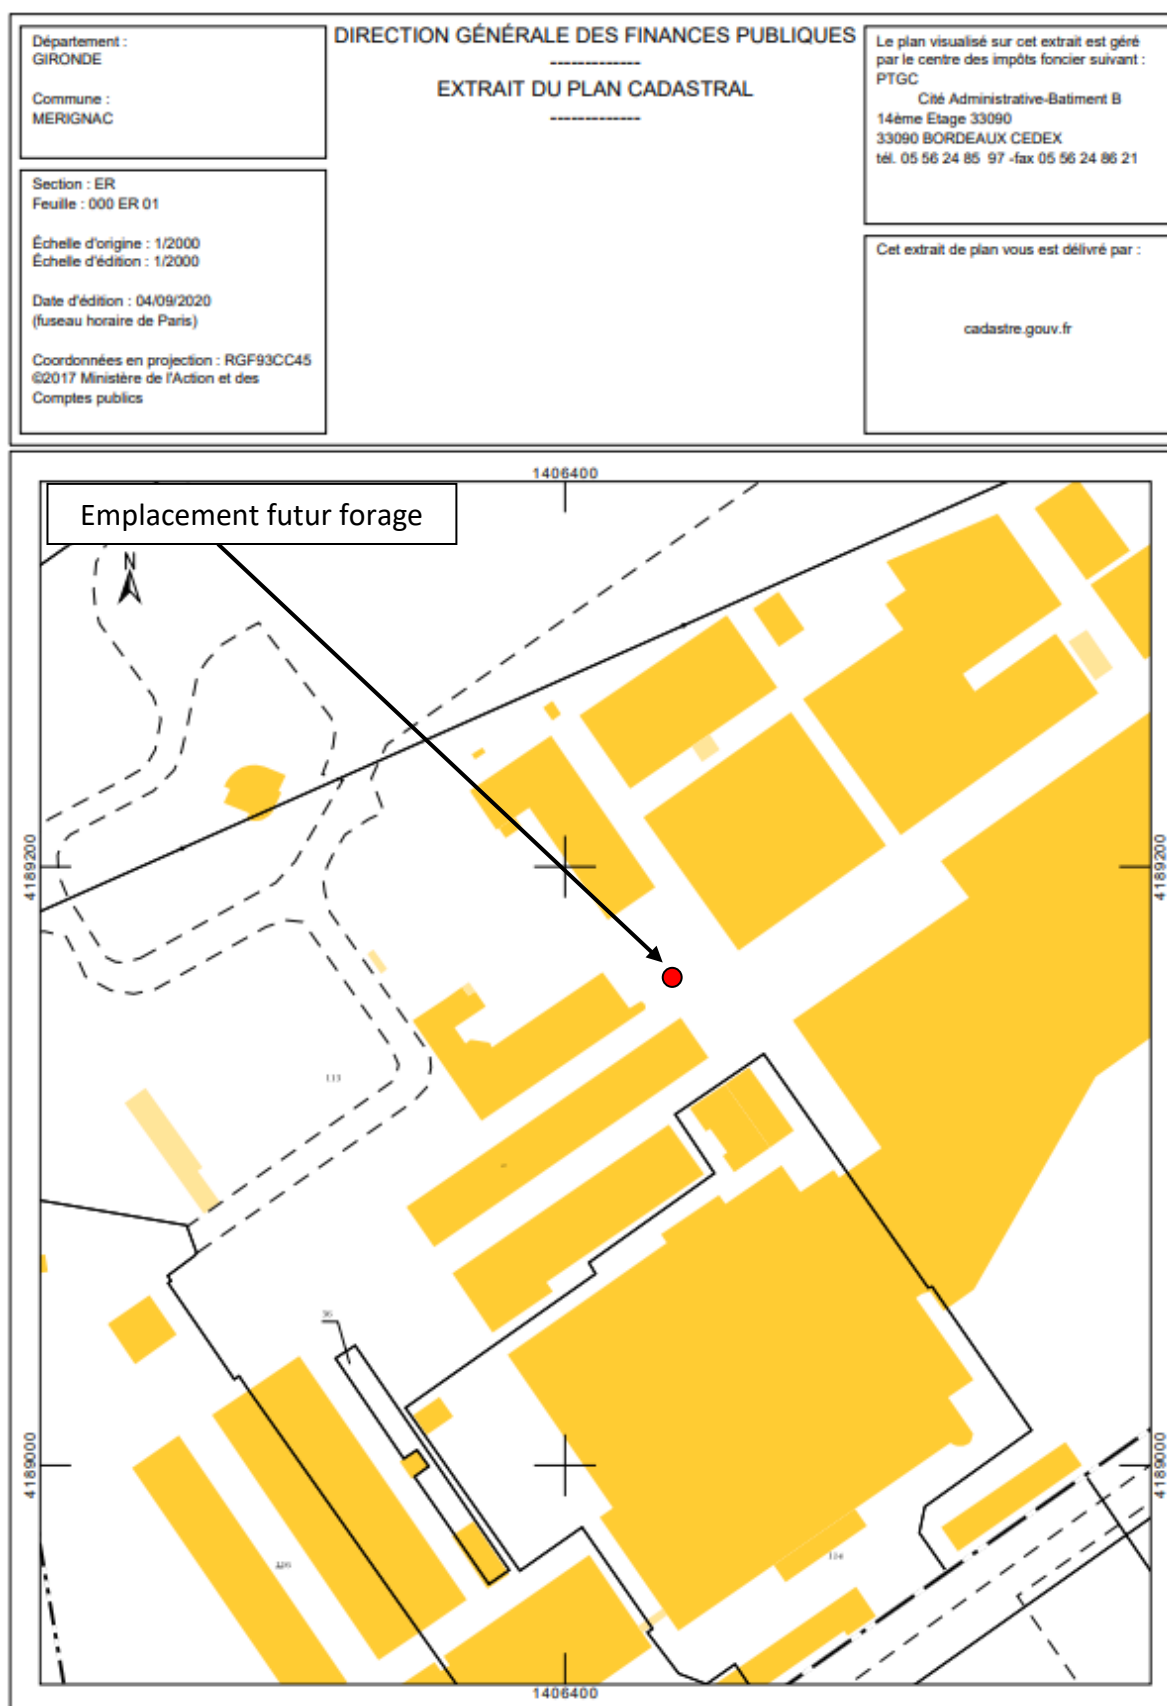 Département :
GIRONDE
Commune :
MERIGNAC
Section : ER
Feuille : 000 ER 01
Échelle d'origine : 1/2000
Échelle d'édition : 1/2000
Date d'édition : 04/09/2020
(fuseau horaire de Paris)
Coordonnées en projection : RGF93CC45
©2017 Ministère de l'Action et des
Comptes publics
DIRECTION GÉNÉRALE DES FINANCES PUBLIQUES
-------------
EXTRAIT DU PLAN CADASTRAL
-------------
Le plan visualisé sur cet extrait est géré
par le centre des impôts foncier suivant :
PTGC
Cité Administrative-Batiment B
14ème Etage 33090
33090 BORDEAUX CEDEX
tél. 05 56 24 85 97 -fax 05 56 24 86 21
Cet extrait de plan vous est délivré par :
cadastre.gouv.fr
1406400
Emplacement futur forage
N
4189200
4189200
113
36
4189000
4189000
1406400